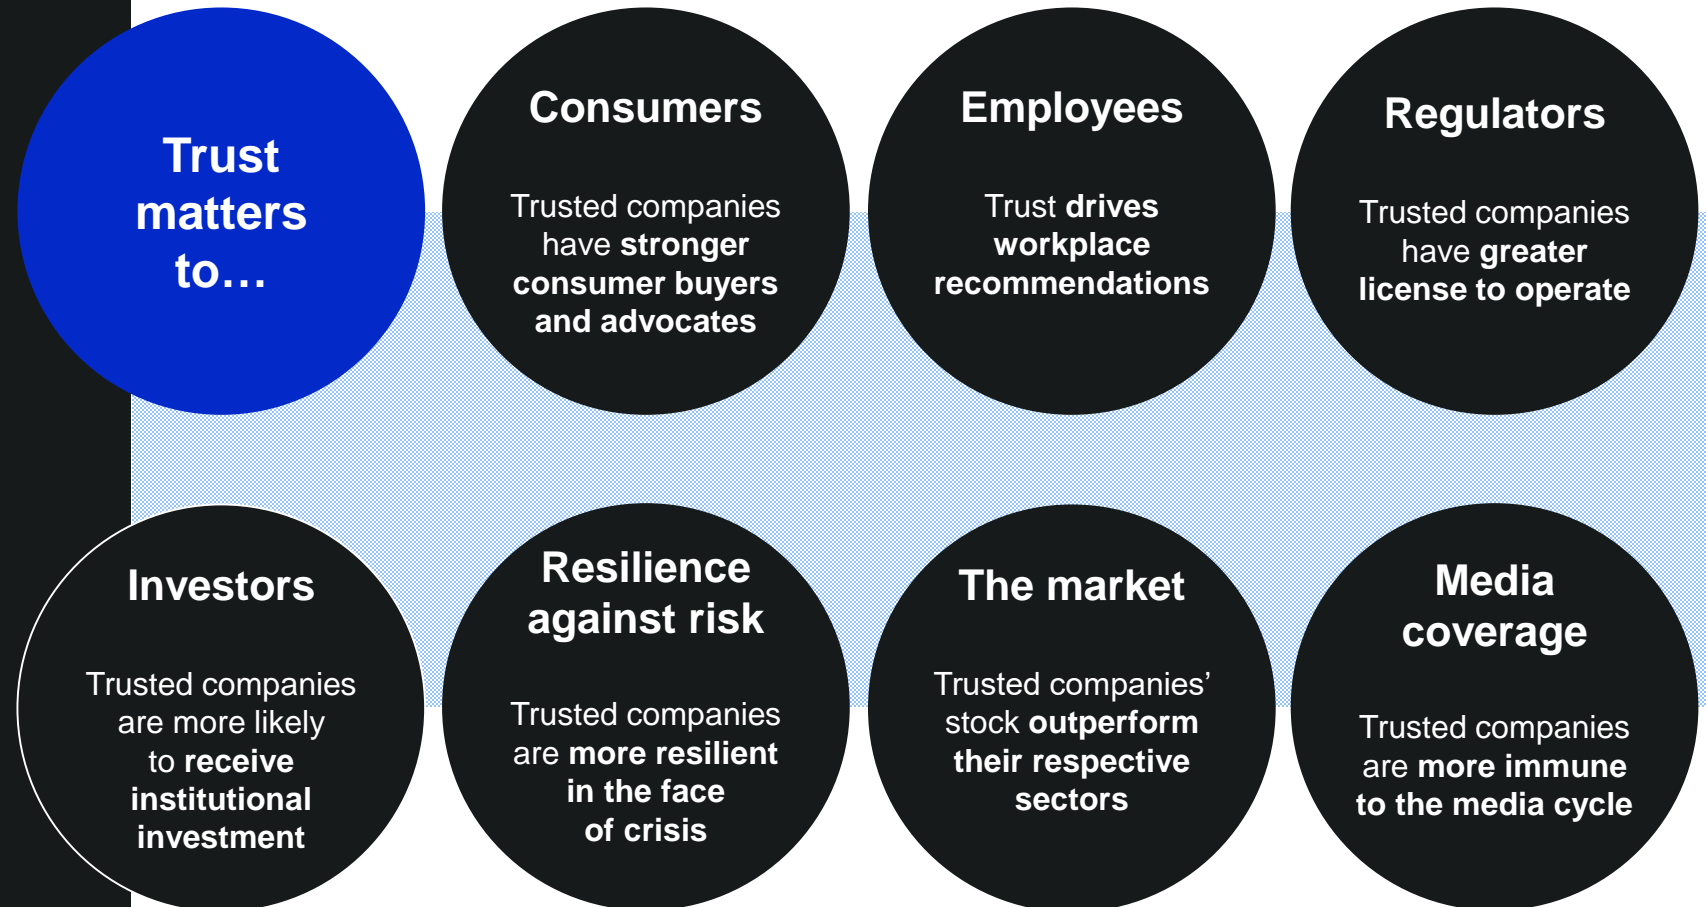 Trust
matters
to…
Consumers
Trusted companies
have stronger
consumer buyers
and advocates
Employees
Trust drives
workplace
recommendations
Regulators
Trusted companies
have greater
license to operate
Investors
Trusted companies
are more likely
to receive
institutional
investment
Resilience
against risk
Trusted companies
are more resilient
in the face
of crisis
The market
Trusted companies’
stock outperform
their respective
sectors
Media
coverage
Trusted companies
are more immune
to the media cycle